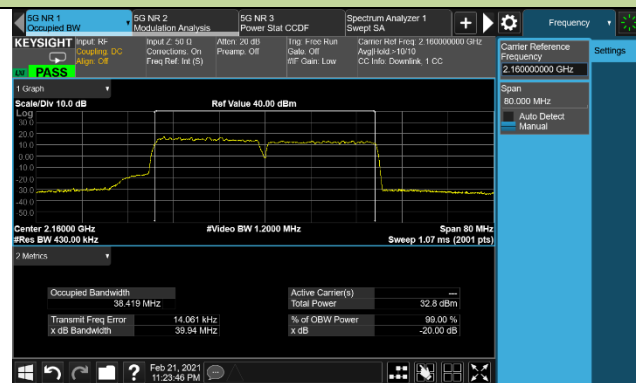 5G NR 1
Occupied BW
5G NR 2
Modulation Analysis
5G NR 3
Power Stat CCDF
Spectrum Analyzer 1
Swept SA
Frequency
KEYSIGHT
Input: RF
Coupling: DC
Align: Off
Input Z: 50 Ω
Corrections: On
Freq Ref: Int (S)
Atten: 20 dB
Preamp: Off
Trig: Free Run
Gate: Off
#IF Gain: Low
Carrier Ref Freq: 2.160000000 GHz
Avg|Hold:>10/10
CC Info: Downlink, 1 CC
PASS
Carrier Reference
Frequency
2.160000000 GHz
Settings
Span
80.000 MHz
Auto Detect
Manual
1 Graph
Scale/Div 10.0 dB
Ref Value 40.00 dBm
Log
30.0
20.0
10.0
0.00
-10.0
-20.0
-30.0
-40.0
-50.0
Center 2.16000 GHz
#Video BW 1.2000 MHz
Span 80 MHz
#Res BW 430.00 kHz
Sweep 1.07 ms (2001 pts)
2 Metrics
Occupied Bandwidth
38.419 MHz
Active Carrier(s)
---
Total Power
32.8 dBm
Transmit Freq Error
14.061 kHz
% of OBW Power
99.00 %
x dB Bandwidth
39.94 MHz
x dB
-20.00 dB
Feb 21, 2021
11:23:46 PM